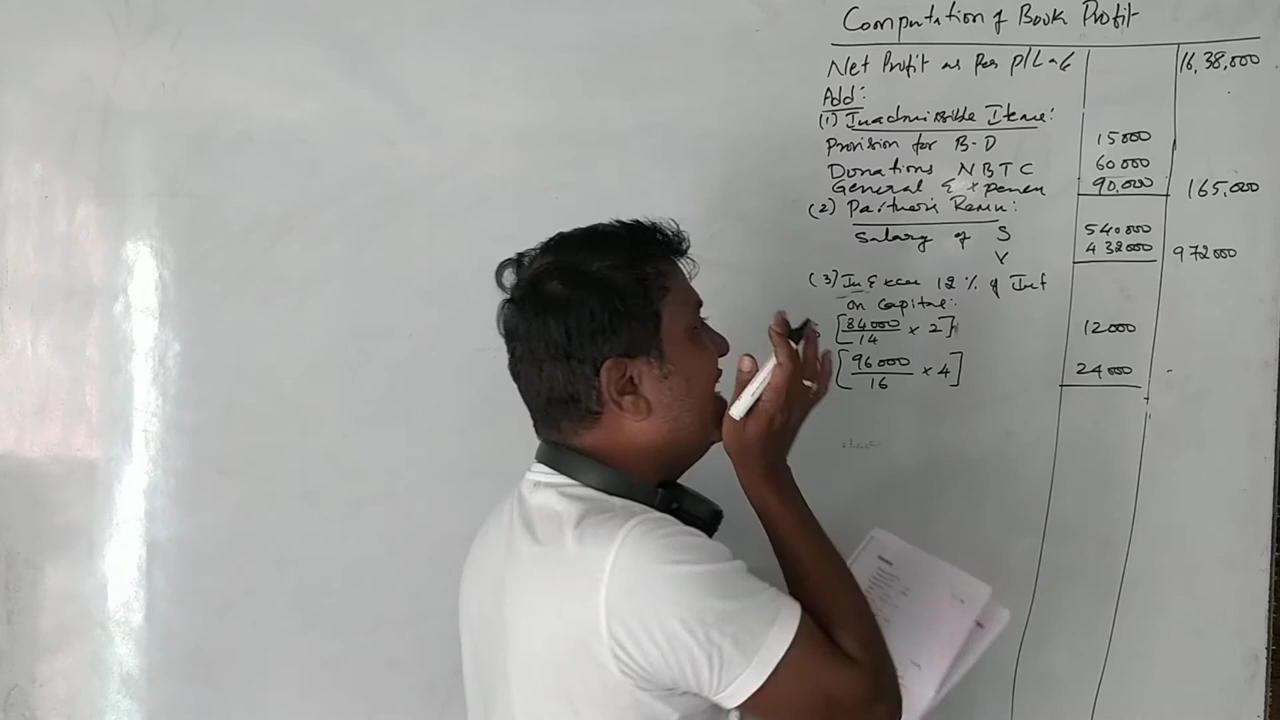 Computation of Book Profit
Net Profit as per P/L a/c 16,38,000
Add:
(1) Inadmissible Items:
Provision for B-D 15000
Donations NBTC 60000
General Expenses 90,000 165,000
(2) Partners Remu:
Salary of S 540000
V 432000 972000
(3) In Excess 12% of Int
on Capital:
[84000/14 × 2] 12000
[96000/16 × 4] 24000